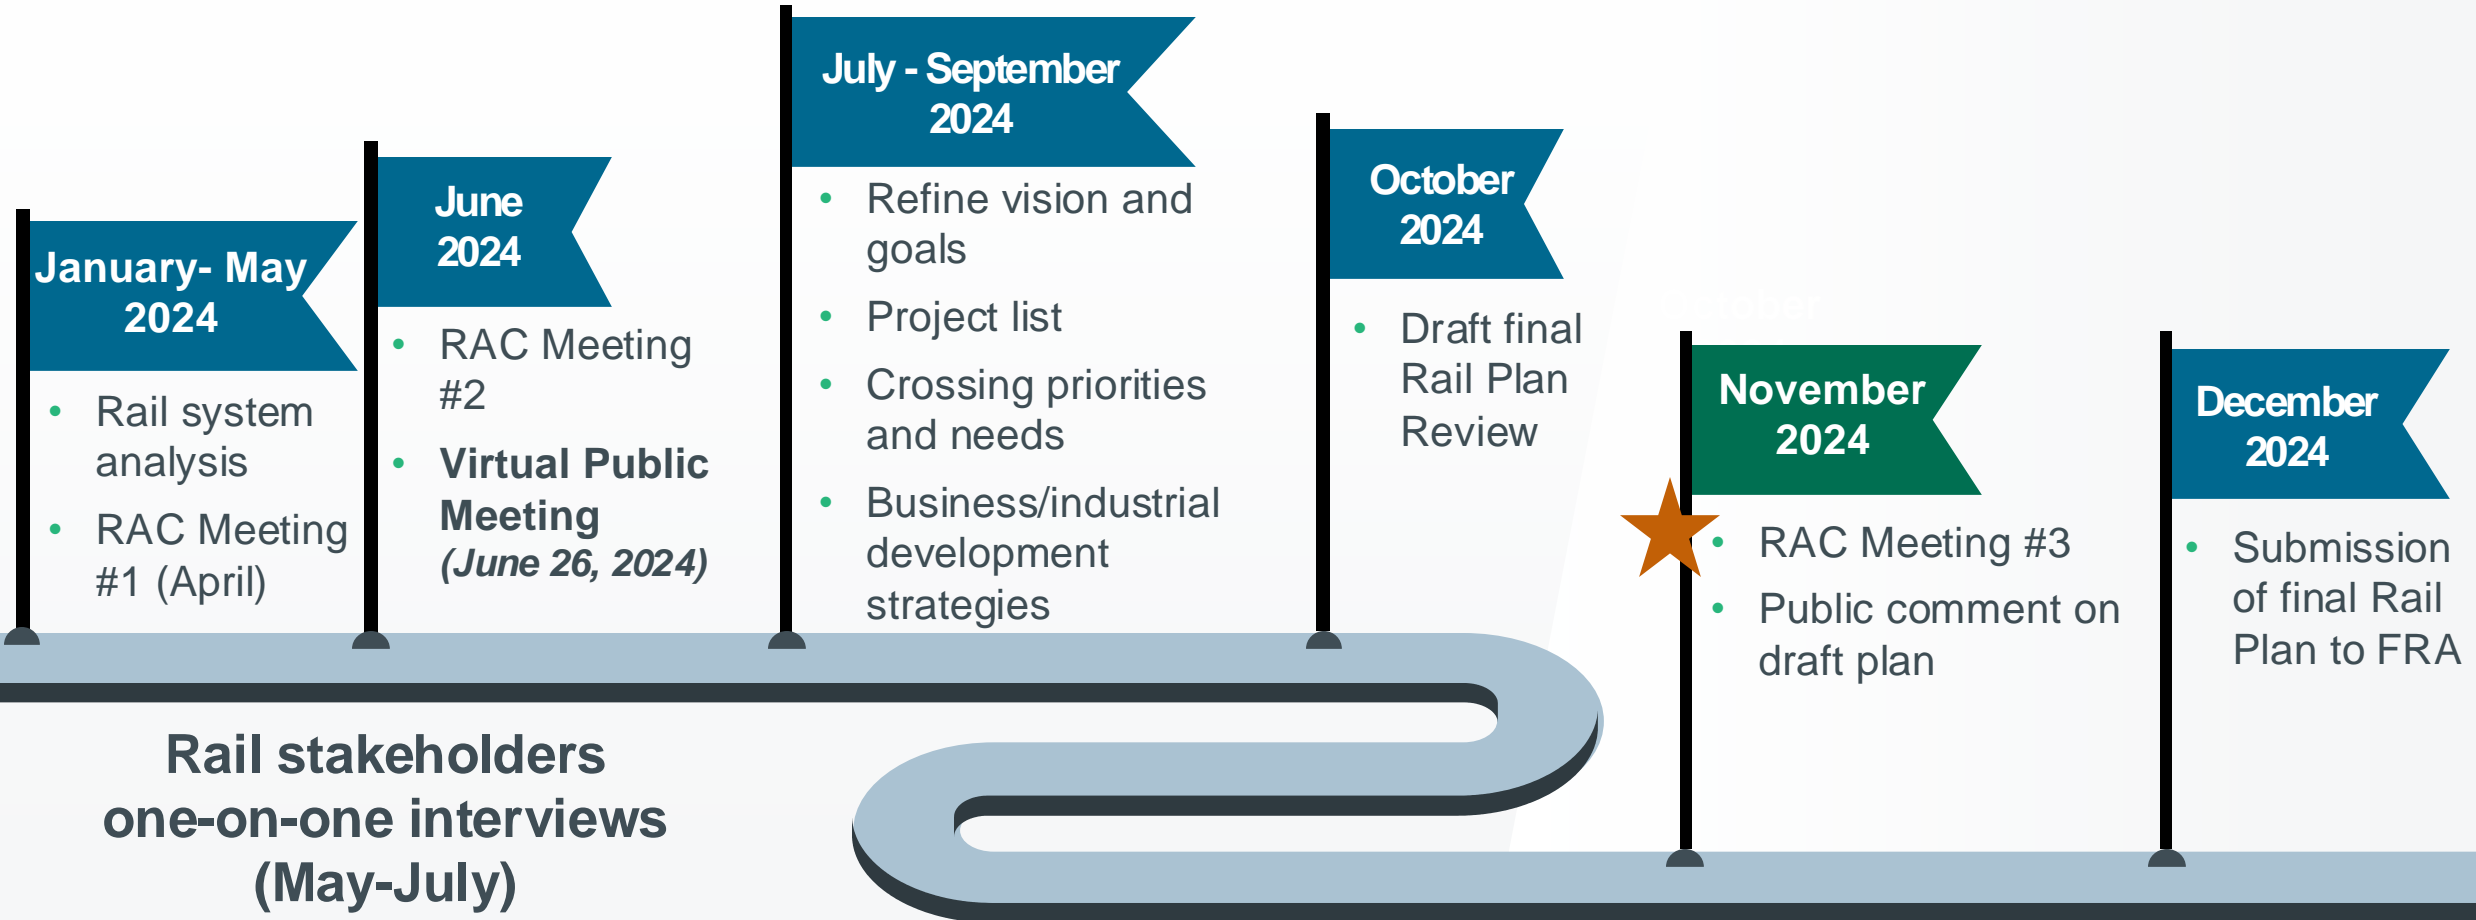 January- May
2024
• Rail system
analysis
• RAC Meeting
#1 (April)
June
2024
• RAC Meeting
#2
• Virtual Public
Meeting
(June 26, 2024)
July - September
2024
• Refine vision and
goals
• Project list
• Crossing priorities
and needs
• Business/industrial
development
strategies
October
2024
• Draft final
Rail Plan
Review
November
2024
• RAC Meeting #3
• Public comment on
draft plan
December
2024
• Submission
of final Rail
Plan to FRA
Rail stakeholders
one-on-one interviews
(May-July)